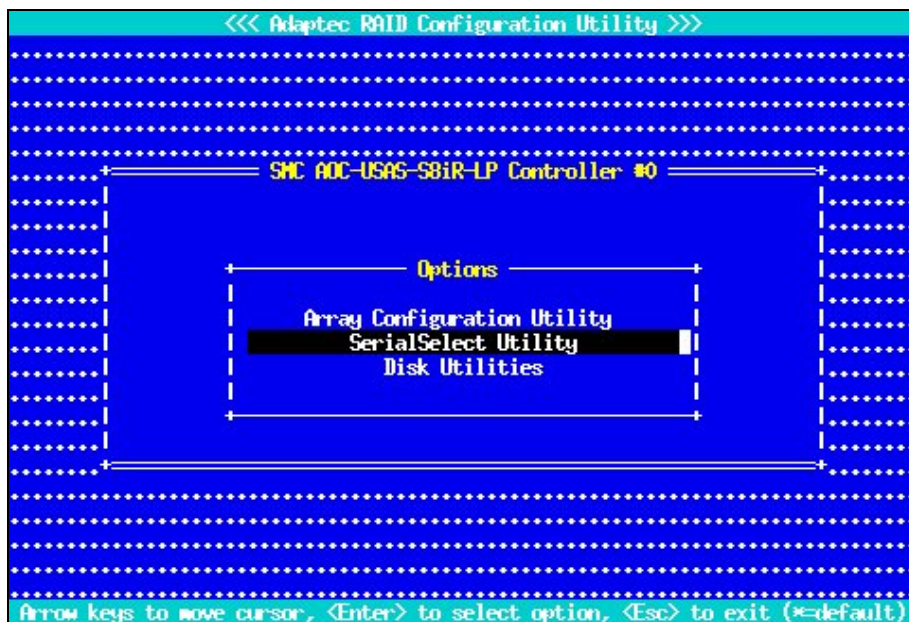 <<< Adaptec RAID Configuration Utility >>>
SMC AOC-USAS-S8iR-LP Controller #0
Options
Array Configuration Utility
SerialSelect Utility
Disk Utilities
Arrow keys to move cursor, <Enter> to select option, <Esc> to exit (*=default)